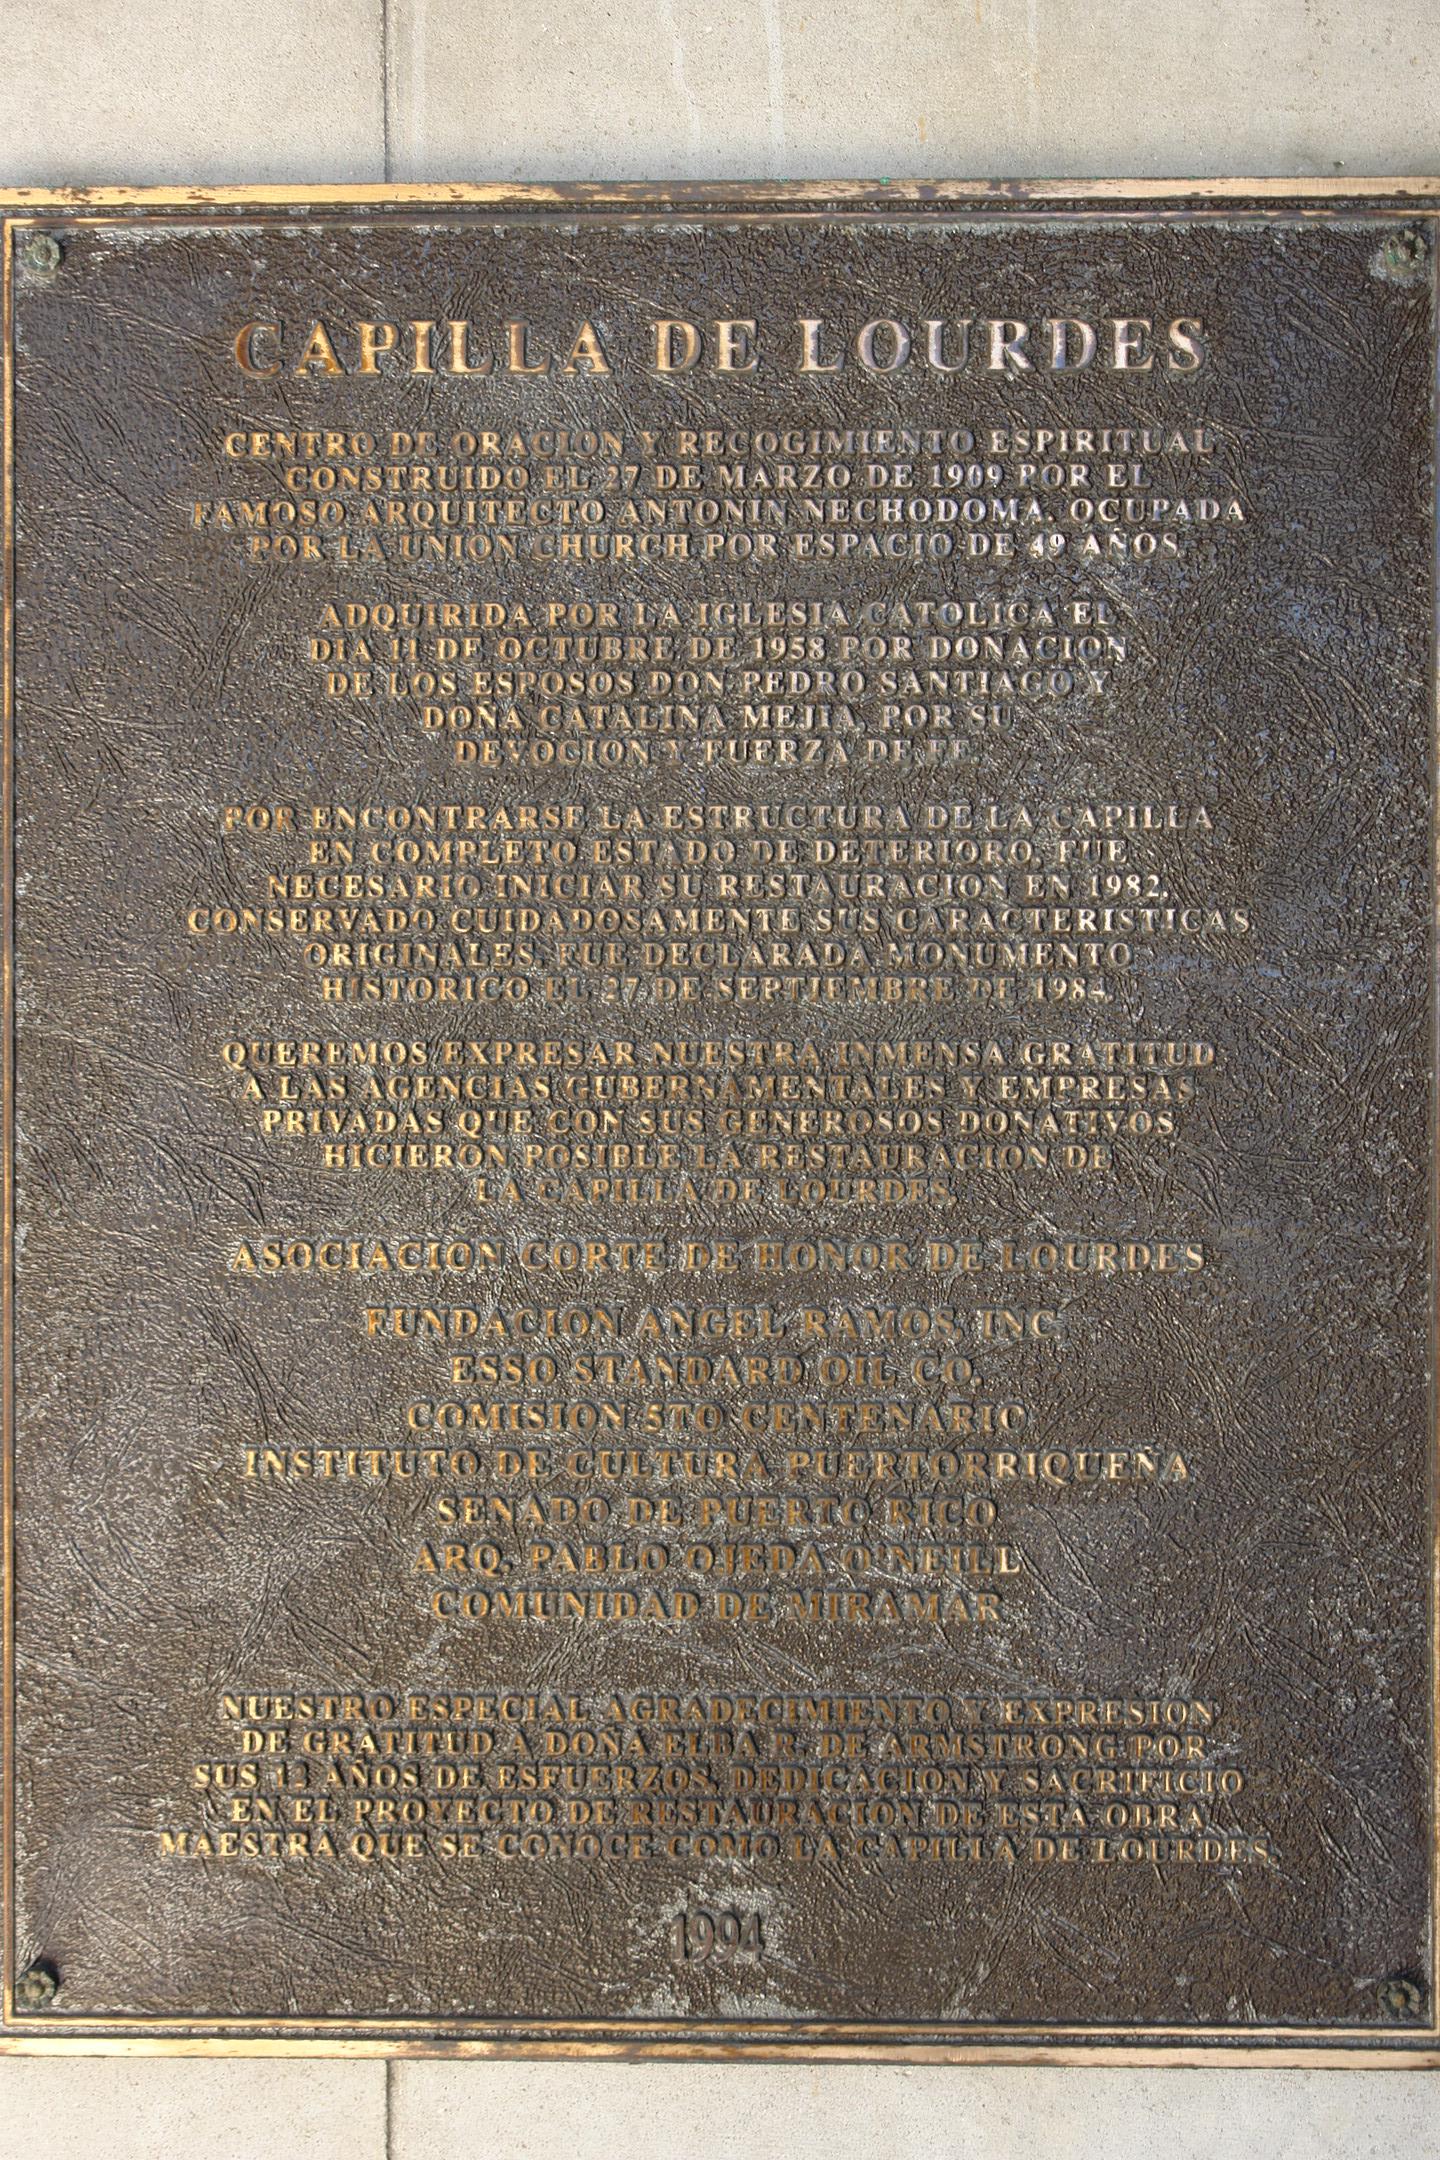 CAPILLA DE LOURDES
CENTRO DE ORACION Y RECOGIMIENTO ESPIRITUAL
CONSTRUIDO EL 27 DE MARZO DE 1909 POR EL
FAMOSO ARQUITECTO ANTONIN NECHODOMA. OCUPADA
POR LA UNION CHURCH POR ESPACIO DE 49 AÑOS.
ADQUIRIDA POR LA IGLESIA CATOLICA EL
DIA 11 DE OCTUBRE DE 1958 POR DONACION
DE LOS ESPOSOS DON PEDRO SANTIAGO Y
DOÑA CATALINA MEJIA, POR SU
DEVOCION Y FUERZA DE FE.
POR ENCONTRARSE LA ESTRUCTURA DE LA CAPILLA
EN COMPLETO ESTADO DE DETERIORO, FUE
NECESARIO INICIAR SU RESTAURACION EN 1982.
CONSERVADO CUIDADOSAMENTE SUS CARACTERISTICAS
ORIGINALES, FUE DECLARADA MONUMENTO
HISTORICO EL 27 DE SEPTIEMBRE DE 1984.
QUEREMOS EXPRESAR NUESTRA INMENSA GRATITUD
A LAS AGENCIAS GUBERNAMENTALES Y EMPRESAS
PRIVADAS QUE CON SUS GENEROSOS DONATIVOS
HICIERON POSIBLE LA RESTAURACION DE
LA CAPILLA DE LOURDES.
ASOCIACION CORTE DE HONOR DE LOURDES
FUNDACION ANGEL RAMOS, INC.
ESSO STANDARD OIL CO.
COMISION 5TO CENTENARIO
INSTITUTO DE CULTURA PUERTORRIQUEÑA
SENADO DE PUERTO RICO
ARQ. PABLO OJEDA O'NEILL
COMUNIDAD DE MIRAMAR
NUESTRO ESPECIAL AGRADECIMIENTO Y EXPRESION
DE GRATITUD A DOÑA ELBA R. DE ARMSTRONG POR
SUS 12 AÑOS DE ESFUERZOS, DEDICACION Y SACRIFICIO
EN EL PROYECTO DE RESTAURACION DE ESTA OBRA
MAESTRA QUE SE CONOCE COMO LA CAPILLA DE LOURDES.
1994